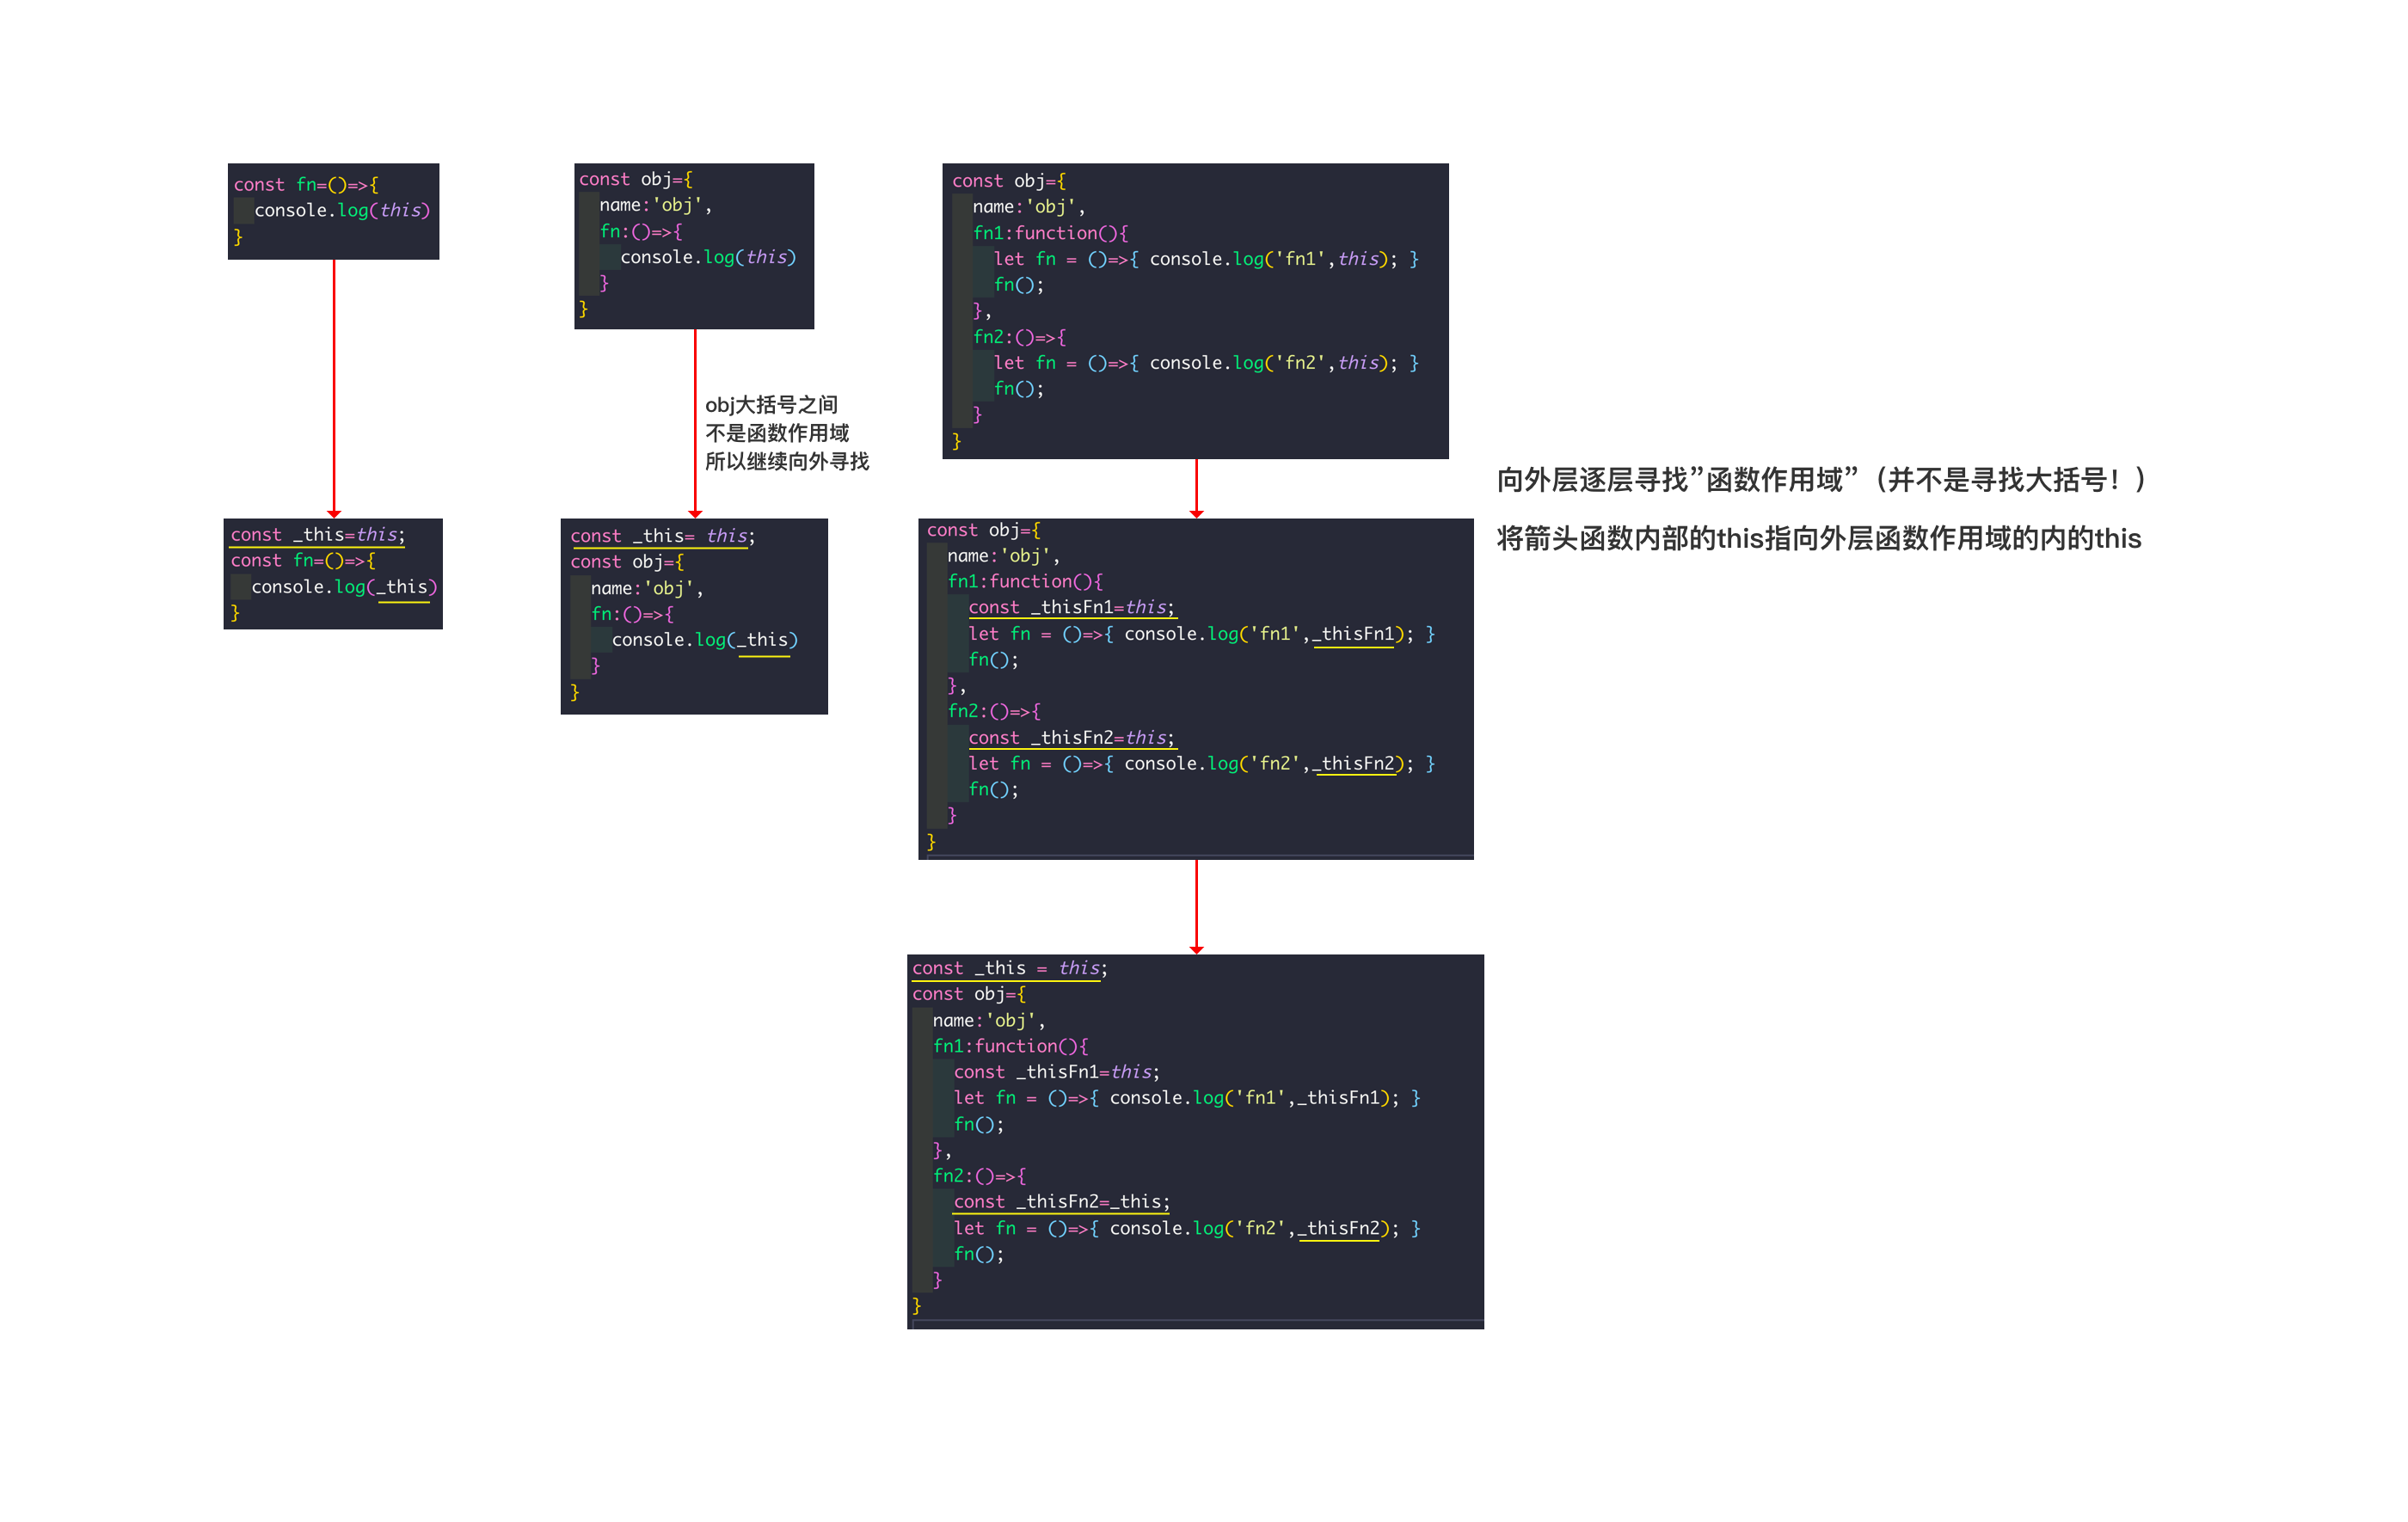 const fn=()=>{
console.log(this)
}
const _this=this;
const fn=()=>{
console.log(_this)
}
const obj={
name:'obj',
fn:()=>{
console.log(this)
}
}
obj大括号之间
不是函数作用域
所以继续向外寻找
const _this= this;
const obj={
name:'obj',
fn:()=>{
console.log(_this)
}
}
const obj={
name:'obj',
fn1:function(){
let fn = ()=>{ console.log('fn1',this); }
fn();
},
fn2:()=>{
let fn = ()=>{ console.log('fn2',this); }
fn();
}
}
const obj={
name:'obj',
fn1:function(){
const _thisFn1=this;
let fn = ()=>{ console.log('fn1',_thisFn1); }
fn();
},
fn2:()=>{
const _thisFn2=this;
let fn = ()=>{ console.log('fn2',_thisFn2); }
fn();
}
}
const _this = this;
const obj={
name:'obj',
fn1:function(){
const _thisFn1=this;
let fn = ()=>{ console.log('fn1',_thisFn1); }
fn();
},
fn2:()=>{
const _thisFn2=_this;
let fn = ()=>{ console.log('fn2',_thisFn2); }
fn();
}
}
向外层逐层寻找”函数作用域”（并不是寻找大括号！）
将箭头函数内部的this指向外层函数作用域的内的this